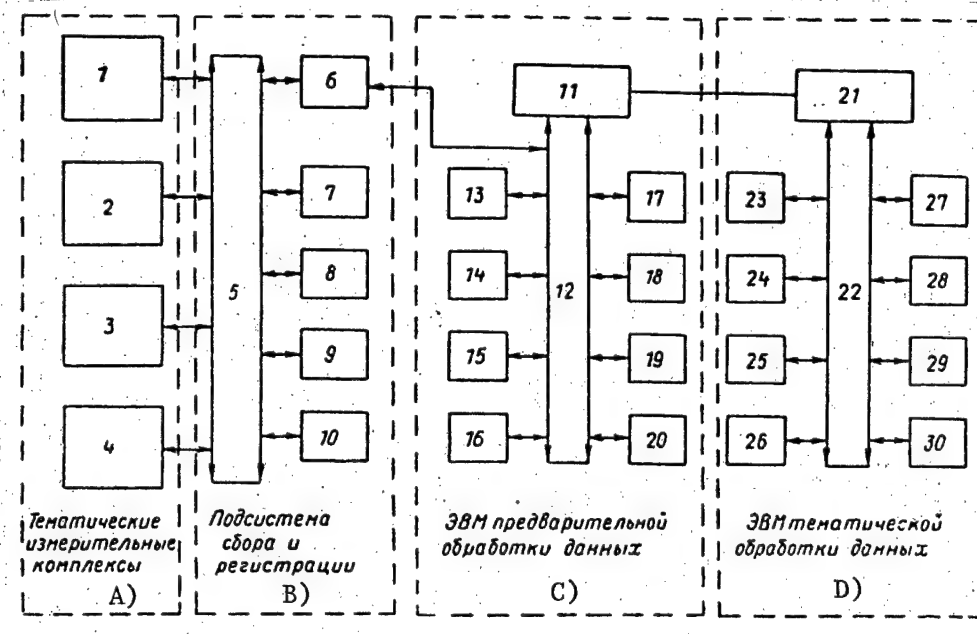 1
2
3
4
Тематические
измерительные
комплексы
A)
5
6
7
8
9
10
Подсистема
сбора и
регистрации
B)
11
12
13
14
15
16
17
18
19
20
ЭВМ предварительной
обработки данных
C)
21
22
23
24
25
26
27
28
29
30
ЭВМ тематической
обработки данных
D)